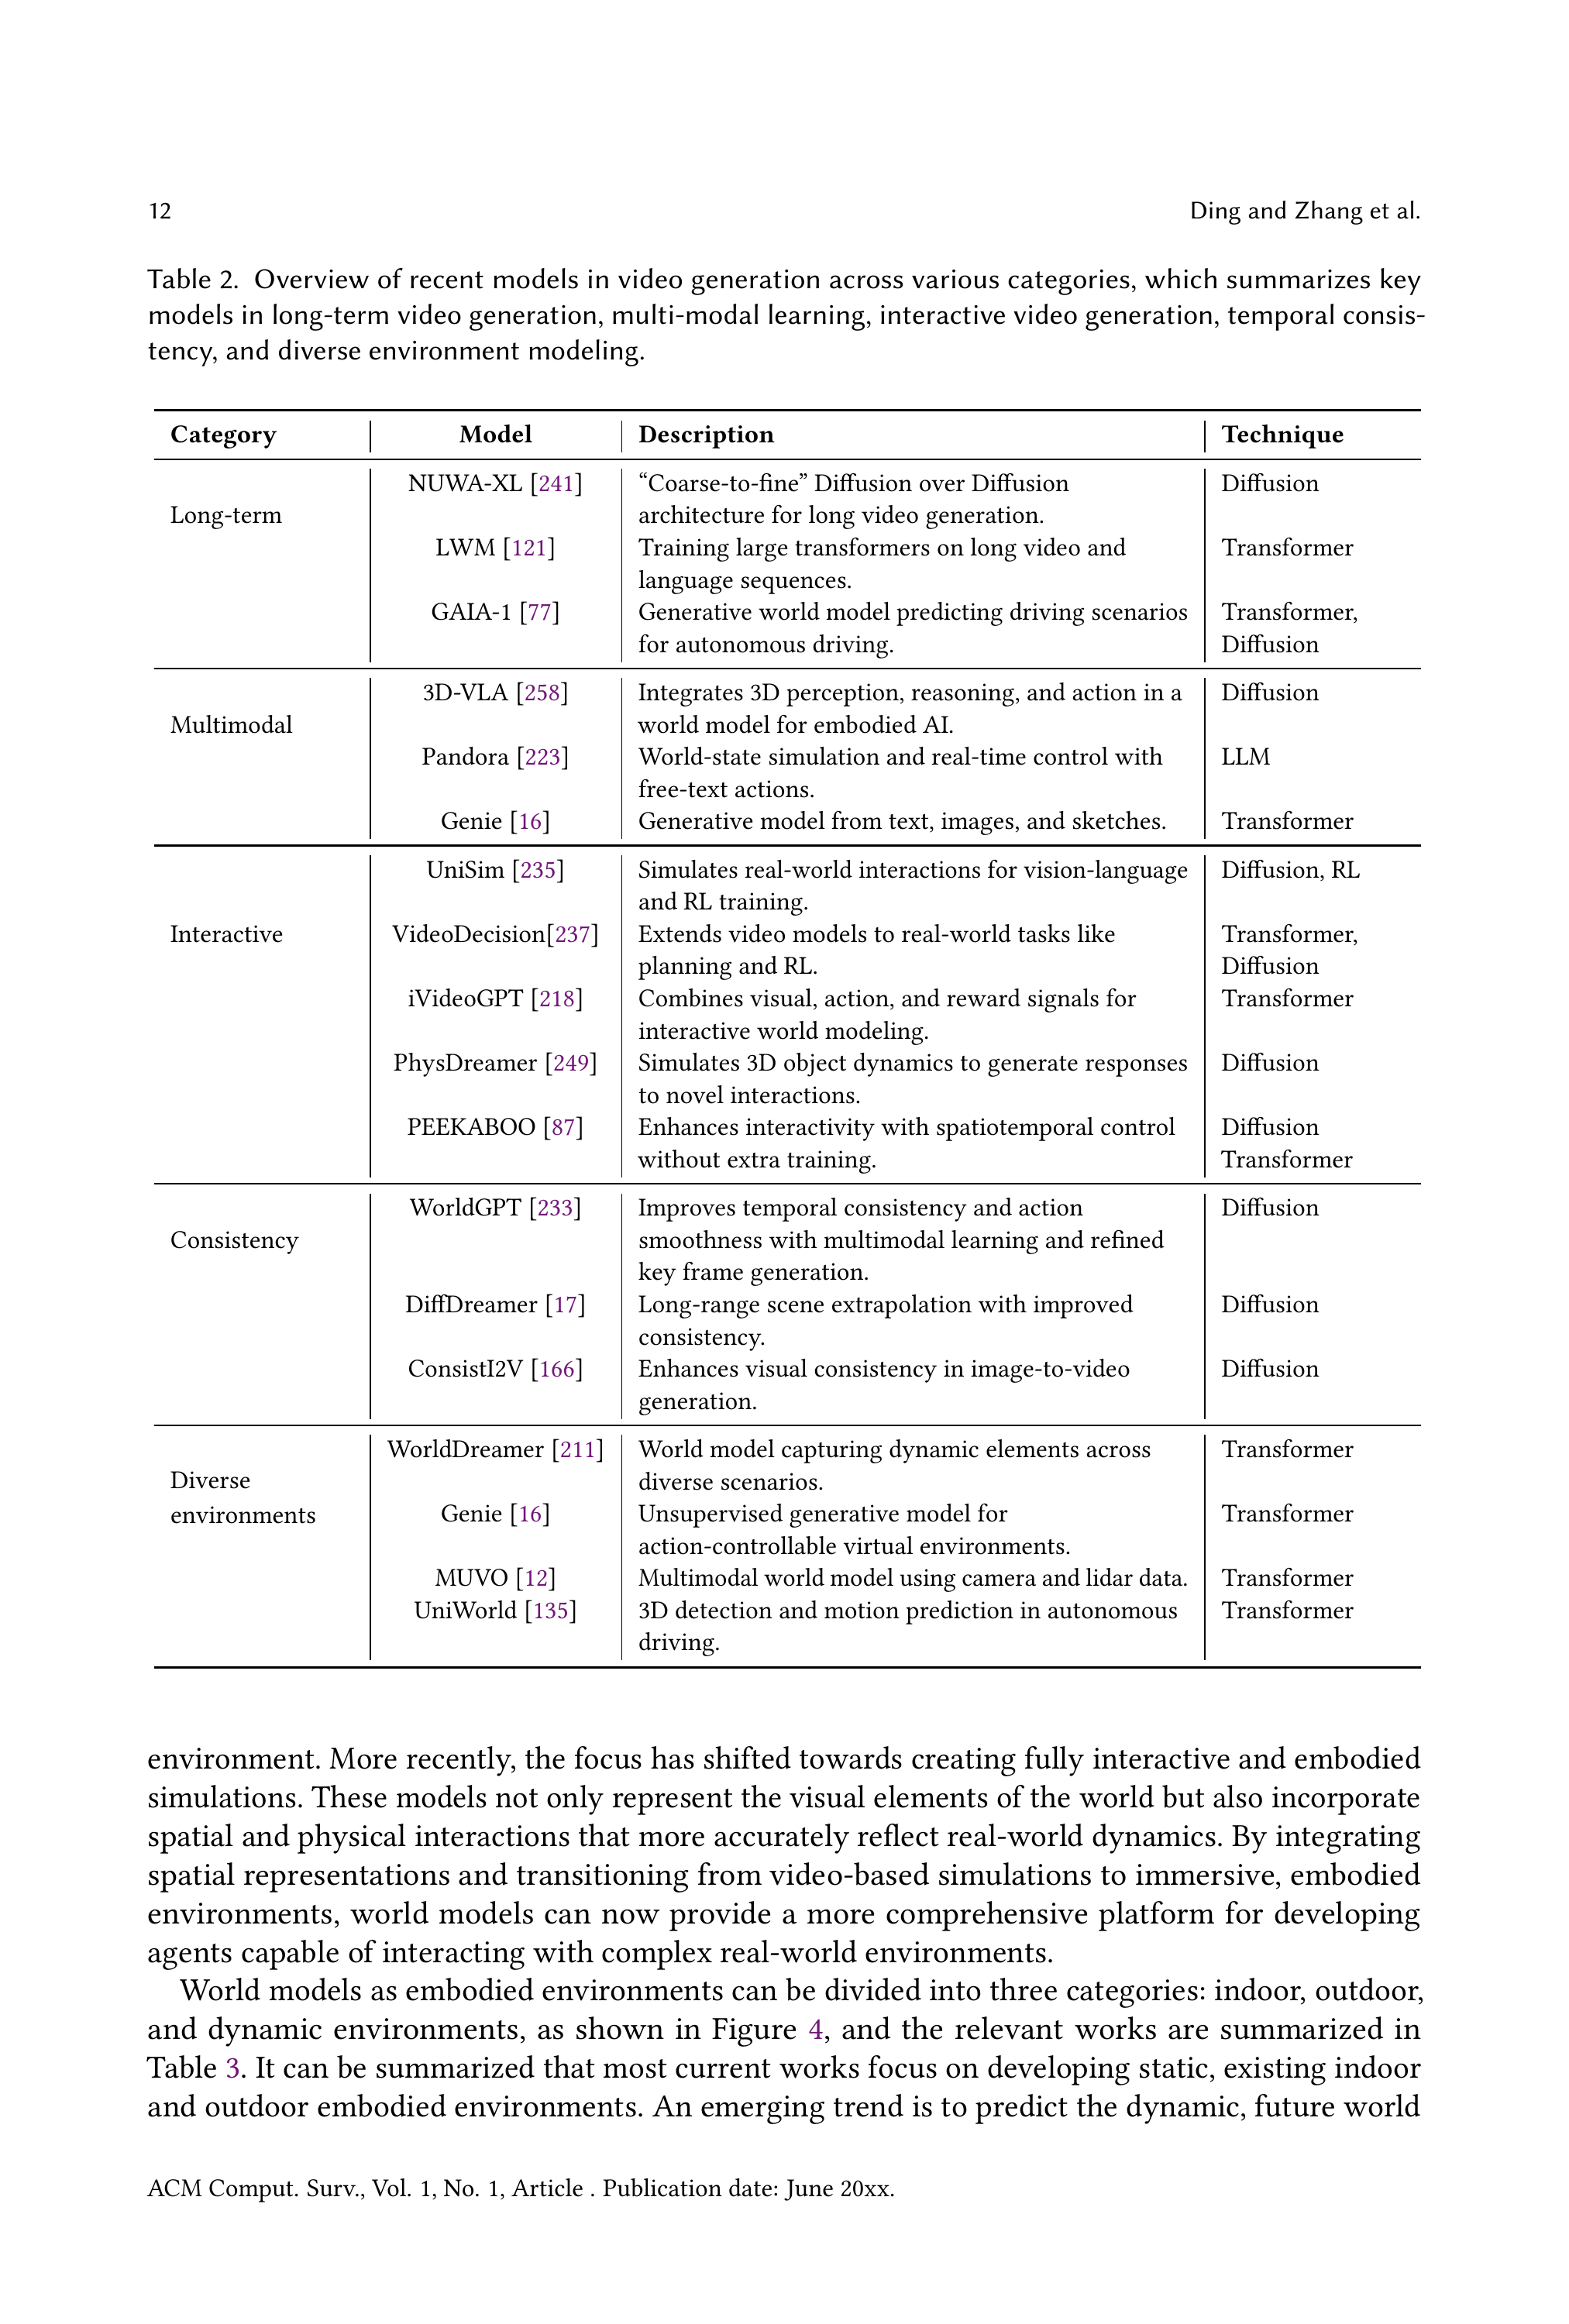 12
Ding and Zhang et al.
Table 2. Overview of recent models in video generation across various categories, which summarizes key
models in long-term video generation, multi-modal learning, interactive video generation, temporal consis-
tency, and diverse environment modeling.
Category Model Description Technique
NUWA-XL [241] “Coarse-to-fine” Diffusion over Diffusion Diffusion
Long-term architecture for long video generation.
LWM [121] Training large transformers on long video and Transformer
language sequences.
GAIA-1 [77] Generative world model predicting driving scenarios Transformer,
for autonomous driving. Diffusion
3D-VLA [258] Integrates 3D perception, reasoning, and action in a Diffusion
Multimodal world model for embodied AI.
Pandora [223] World-state simulation and real-time control with LLM
free-text actions.
Genie [16] Generative model from text, images, and sketches. Transformer
UniSim [235] Simulates real-world interactions for vision-language Diffusion, RL
and RL training.
Interactive VideoDecision[237] Extends video models to real-world tasks like Transformer,
planning and RL. Diffusion
iVideoGPT [218] Combines visual, action, and reward signals for Transformer
interactive world modeling.
PhysDreamer [249] Simulates 3D object dynamics to generate responses Diffusion
to novel interactions.
PEEKABOO [87] Enhances interactivity with spatiotemporal control Diffusion
without extra training. Transformer
WorldGPT [233] Improves temporal consistency and action Diffusion
Consistency smoothness with multimodal learning and refined
key frame generation.
DiffDreamer [17] Long-range scene extrapolation with improved Diffusion
consistency.
ConsistI2V [166] Enhances visual consistency in image-to-video Diffusion
generation.
WorldDreamer [211] World model capturing dynamic elements across Transformer
Diverse diverse scenarios.
environments Genie [16] Unsupervised generative model for Transformer
action-controllable virtual environments.
MUVO [12] Multimodal world model using camera and lidar data. Transformer
UniWorld [135] 3D detection and motion prediction in autonomous Transformer
driving.
environment. More recently, the focus has shifted towards creating fully interactive and embodied
simulations. These models not only represent the visual elements of the world but also incorporate
spatial and physical interactions that more accurately reflect real-world dynamics. By integrating
spatial representations and transitioning from video-based simulations to immersive, embodied
environments, world models can now provide a more comprehensive platform for developing
agents capable of interacting with complex real-world environments.
World models as embodied environments can be divided into three categories: indoor, outdoor,
and dynamic environments, as shown in Figure 4, and the relevant works are summarized in
Table 3. It can be summarized that most current works focus on developing static, existing indoor
and outdoor embodied environments. An emerging trend is to predict the dynamic, future world
ACM Comput. Surv., Vol. 1, No. 1, Article . Publication date: June 20xx.